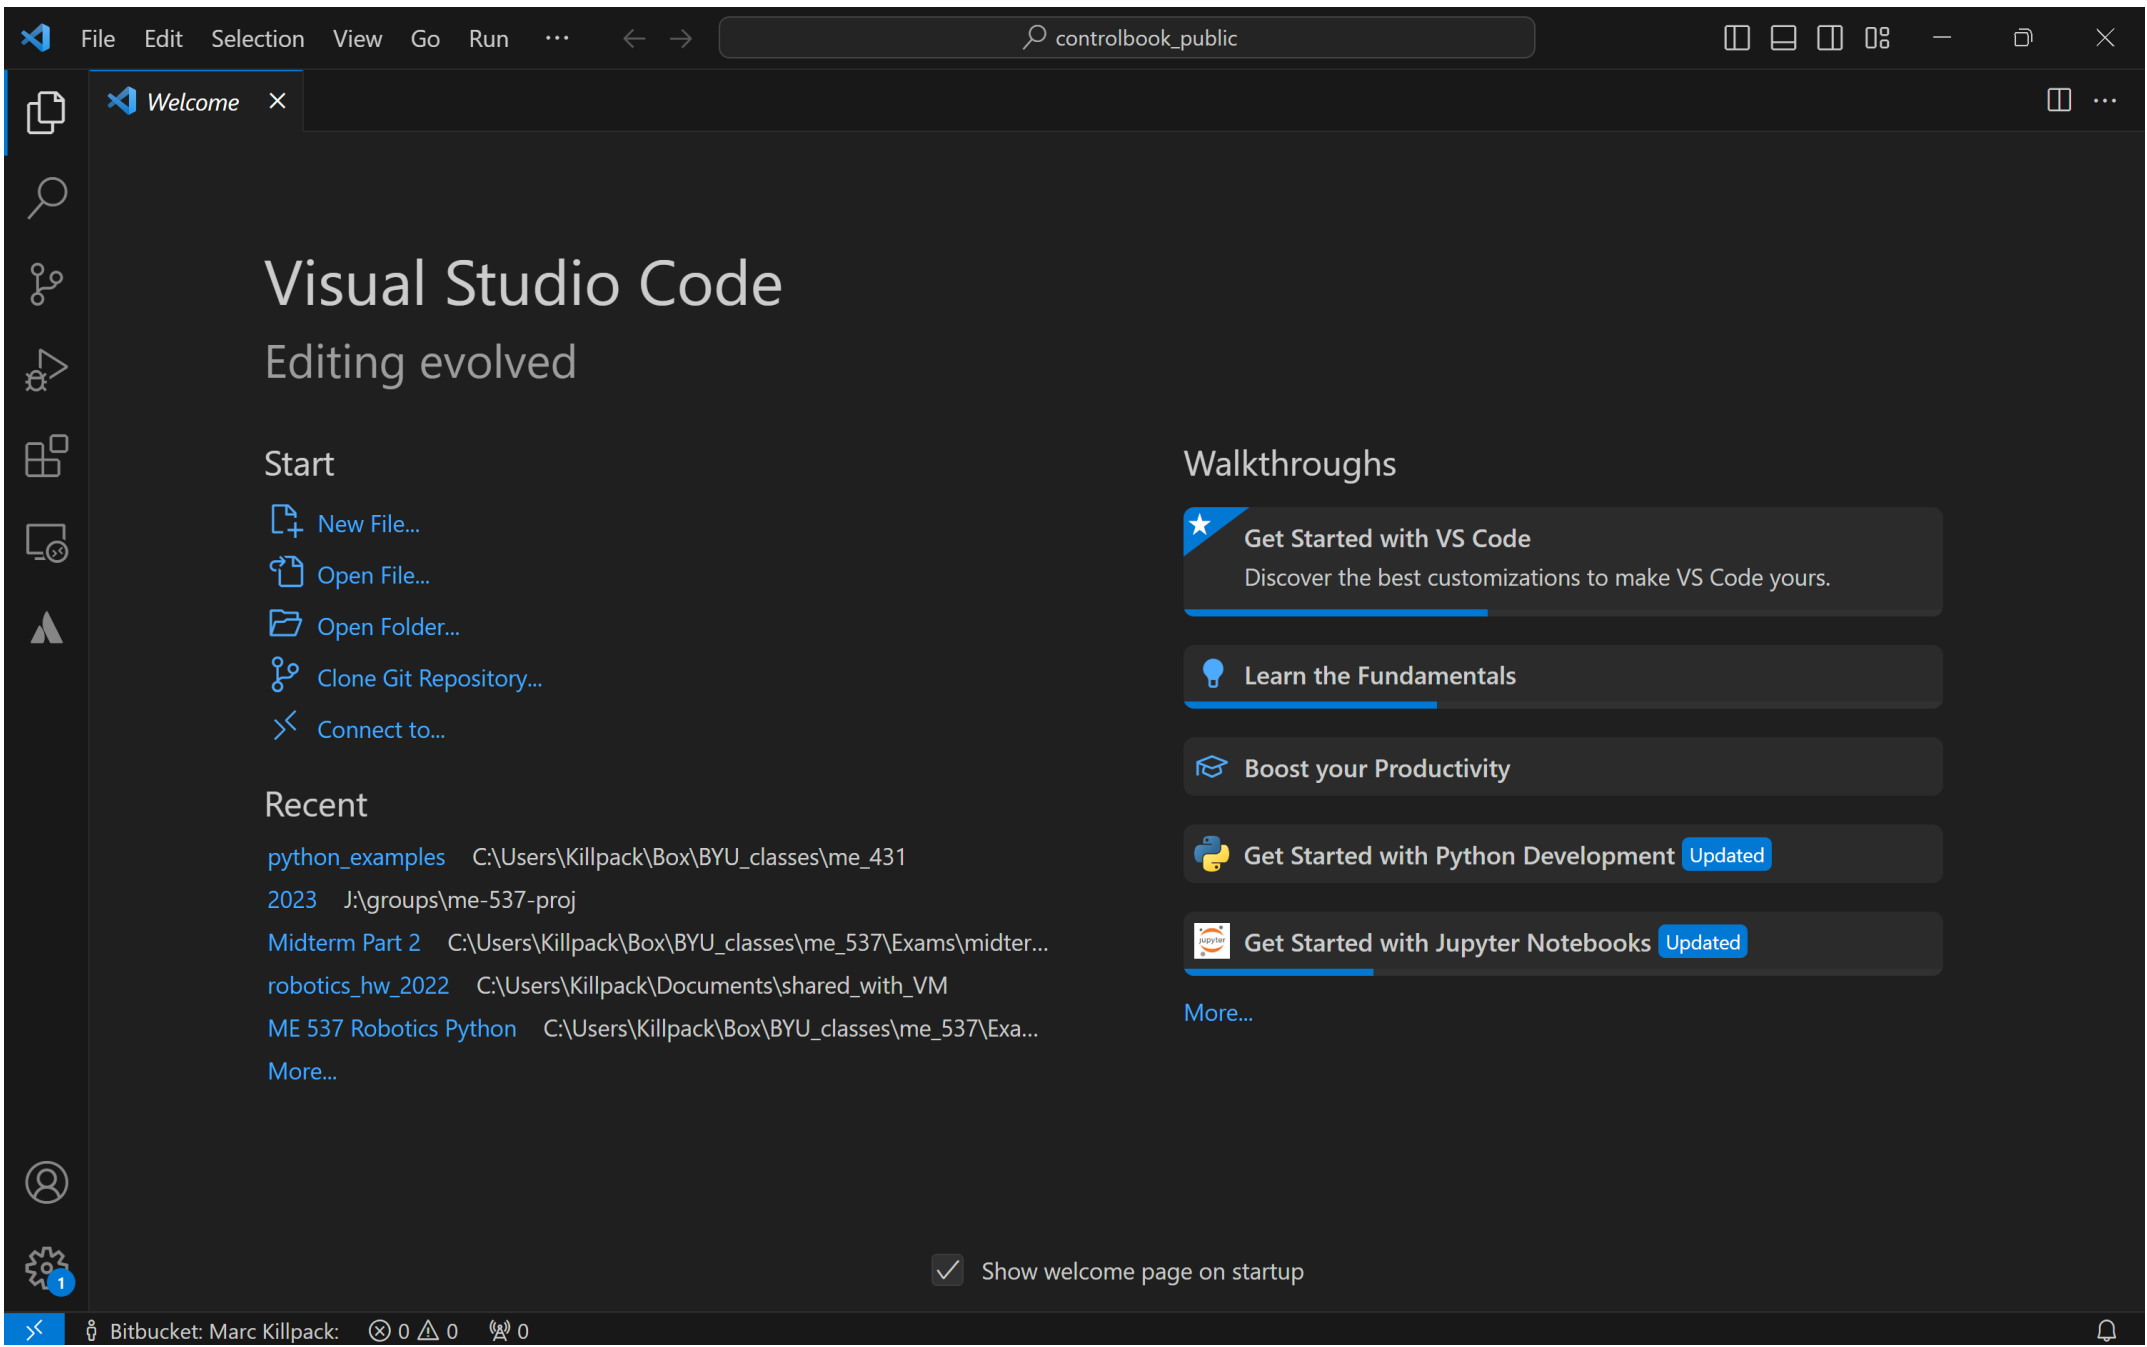 File Edit Selection View Go Run ··· controlbook_public
Welcome
Visual Studio Code
Editing evolved
Start
New File...
Open File...
Open Folder...
Clone Git Repository...
Connect to...
Recent
python_examples C:\Users\Killpack\Box\BYU_classes\me_431
2023 J:\groups\me-537-proj
Midterm Part 2 C:\Users\Killpack\Box\BYU_classes\me_537\Exams\midter...
robotics_hw_2022 C:\Users\Killpack\Documents\shared_with_VM
ME 537 Robotics Python C:\Users\Killpack\Box\BYU_classes\me_537\Exa...
More...
Walkthroughs
Get Started with VS Code
Discover the best customizations to make VS Code yours.
Learn the Fundamentals
Boost your Productivity
Get Started with Python Development Updated
jupyter
Get Started with Jupyter Notebooks Updated
More...
Show welcome page on startup
1
Bitbucket: Marc Killpack: 0 0 0